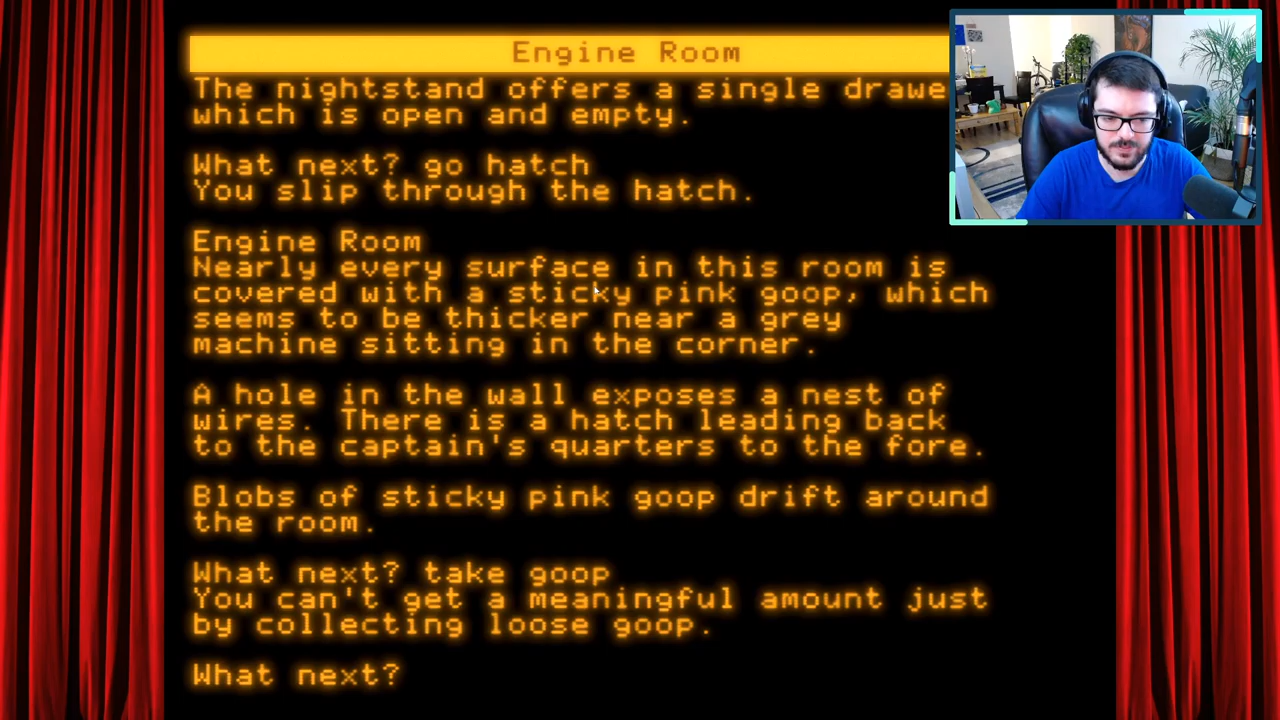 Engine Room
The nightstand offers a single drawe
which is open and empty.
What next? go hatch
You slip through the hatch.
Engine Room
Nearly every surface in this room is
covered with a sticky pink goop, which
seems to be thicker near a grey
machine sitting in the corner.
A hole in the wall exposes a nest of
wires. There is a hatch leading back
to the captain's quarters to the fore.
Blobs of sticky pink goop drift around
the room.
What next? take goop
You can't get a meaningful amount just
by collecting loose goop.
What next?